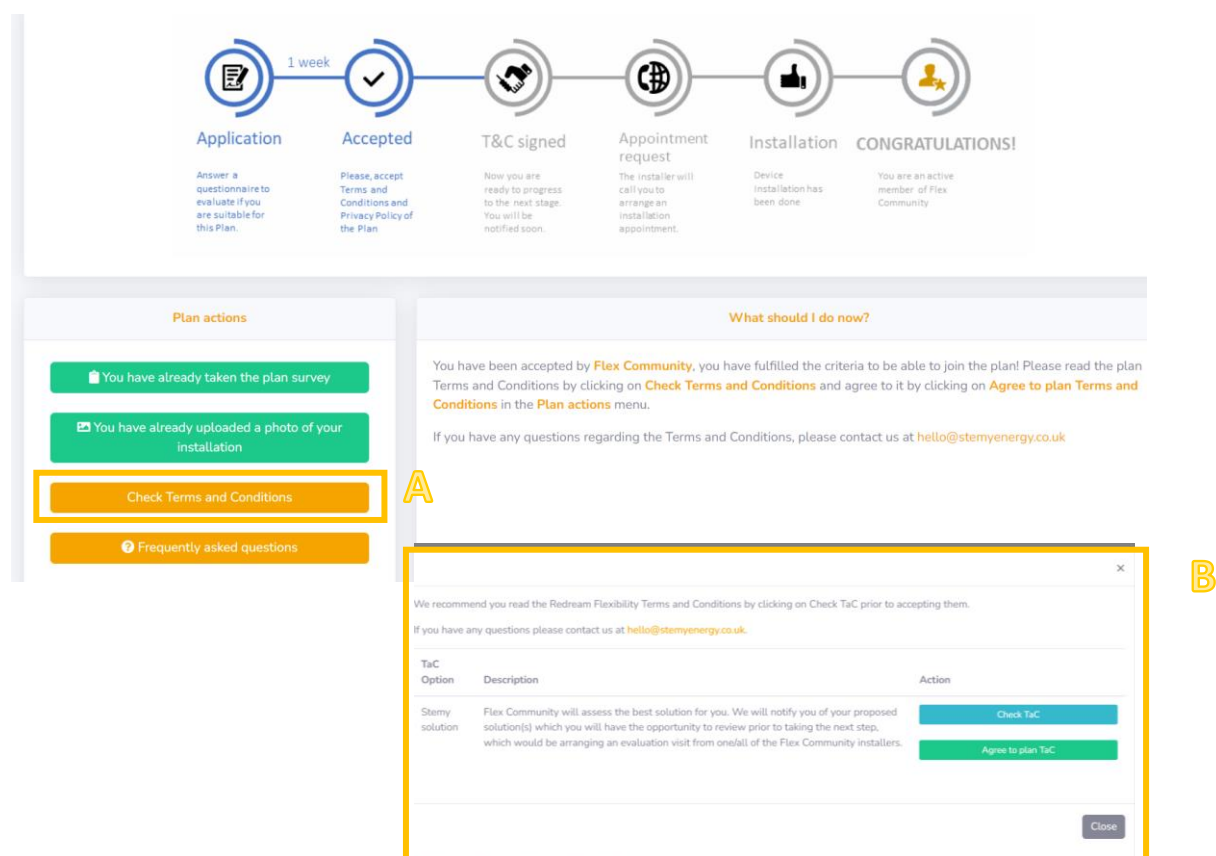 1 week
Application
Accepted
T&C signed
Appointment
request
Installation
CONGRATULATIONS!
Answer a
questionnaire to
evaluate if you
are suitable for
this Plan.
Please, accept
Terms and
Conditions and
Privacy Policy of
the Plan
Now you are
ready to progress
to the next stage.
You will be
notified soon.
The installer will
call you to
arrange an
installation
appointment.
Device
Installation has
been done
You are an active
member of Flex
Community
Plan actions
You have already taken the plan survey
You have already uploaded a photo of your
installation
Check Terms and Conditions
Frequently asked questions
A
What should I do now?
You have been accepted by Flex Community, you have fulfilled the criteria to be able to join the plan! Please read the plan
Terms and Conditions by clicking on Check Terms and Conditions and agree to it by clicking on Agree to plan Terms and
Conditions in the Plan actions menu.
If you have any questions regarding the Terms and Conditions, please contact us at hello@stemyenergy.co.uk
B
×
We recommend you read the Redream Flexibility Terms and Conditions by clicking on Check TaC prior to accepting them.
If you have any questions please contact us at hello@stemyenergy.co.uk.
TaC
Option
Description
Action
Stemy
solution
Flex Community will assess the best solution for you. We will notify you of your proposed
solution(s) which you will have the opportunity to review prior to taking the next step,
which would be arranging an evaluation visit from one/all of the Flex Community installers.
Check TaC
Agree to plan TaC
Close